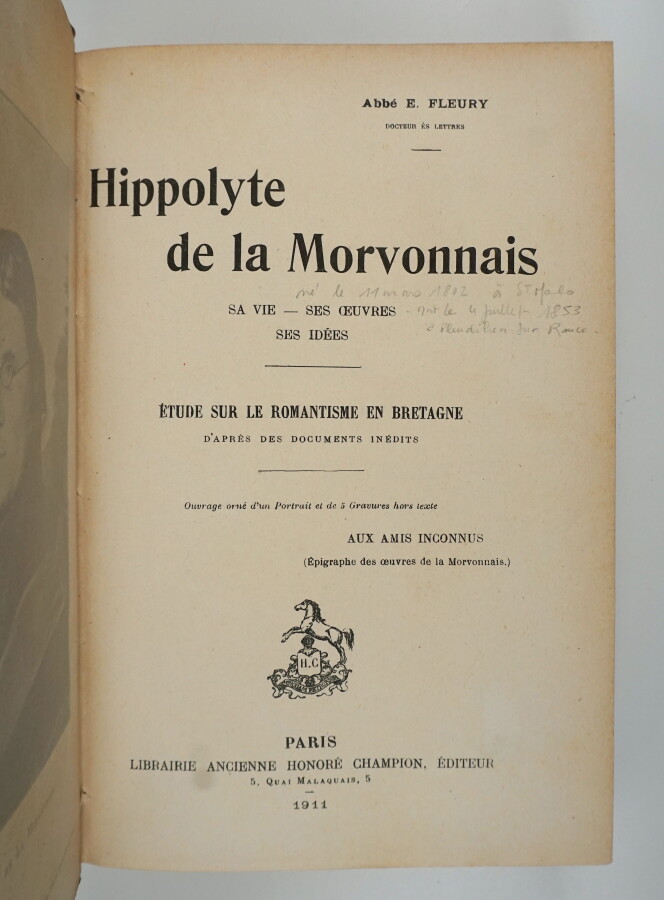 Abbé E. FLEURY
DOCTEUR ÈS LETTRES
Hippolyte
de la Morvonnais
né le 11 mars 1802 à St Malo
SA VIE — SES ŒUVRES
le 4 juillet 1853
SES IDÉES
sur Rance.
ÉTUDE SUR LE ROMANTISME EN BRETAGNE
D'APRÈS DES DOCUMENTS INÉDITS
Ouvrage orné d'un Portrait et de 5 Gravures hors texte
AUX AMIS INCONNUS
(Épigraphe des œuvres de la Morvonnais.)
H.C
PARIS
LIBRAIRIE ANCIENNE HONORÉ CHAMPION, ÉDITEUR
5, QUAI MALAQUAIS, 5
1911